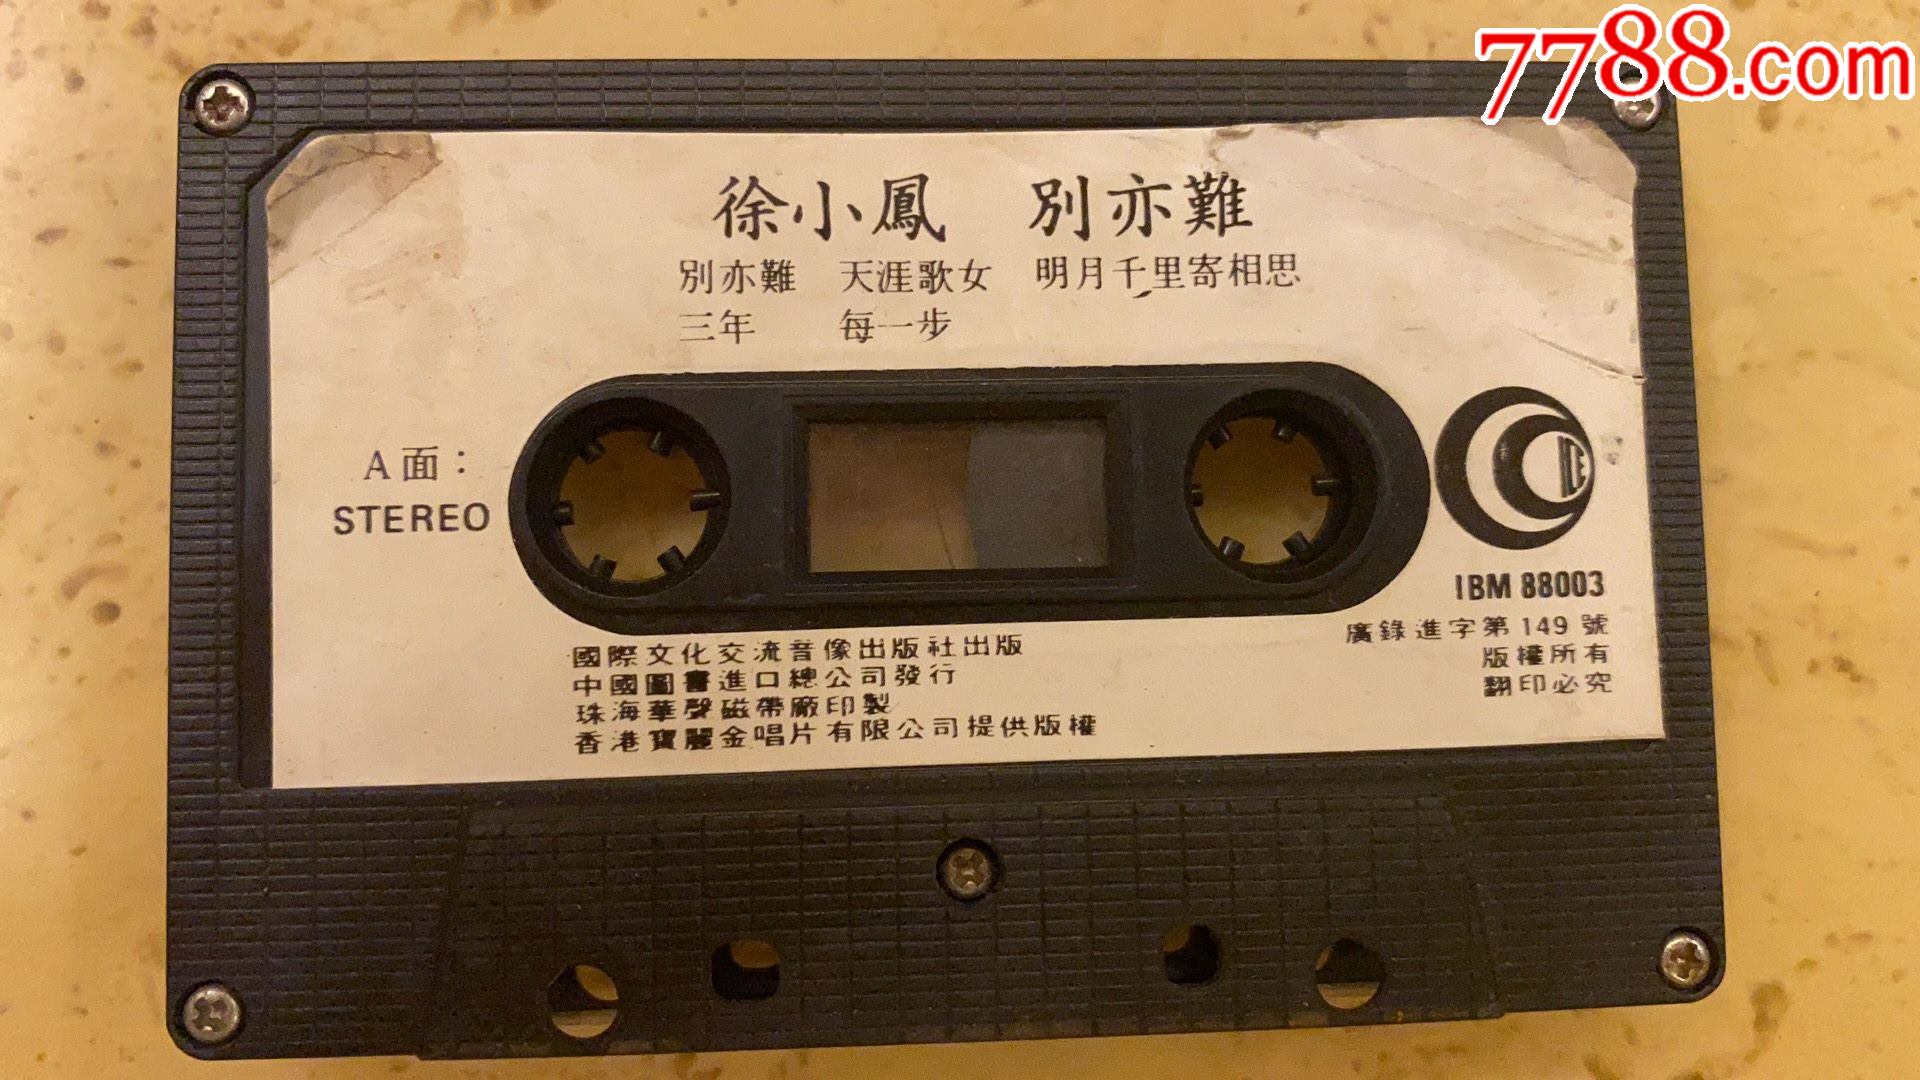 7788.com
徐小鳳 別亦難
別亦難 天涯歌女 明月千里寄相思
三年 每一步
A面：
STEREO
ICE
IBM 88003
廣錄進字第149號
版權所有
翻印必究
國際文化交流音像出版社出版
中國圖書進口總公司發行
珠海華聲磁帶廠印製
香港寶麗金唱片有限公司提供版權